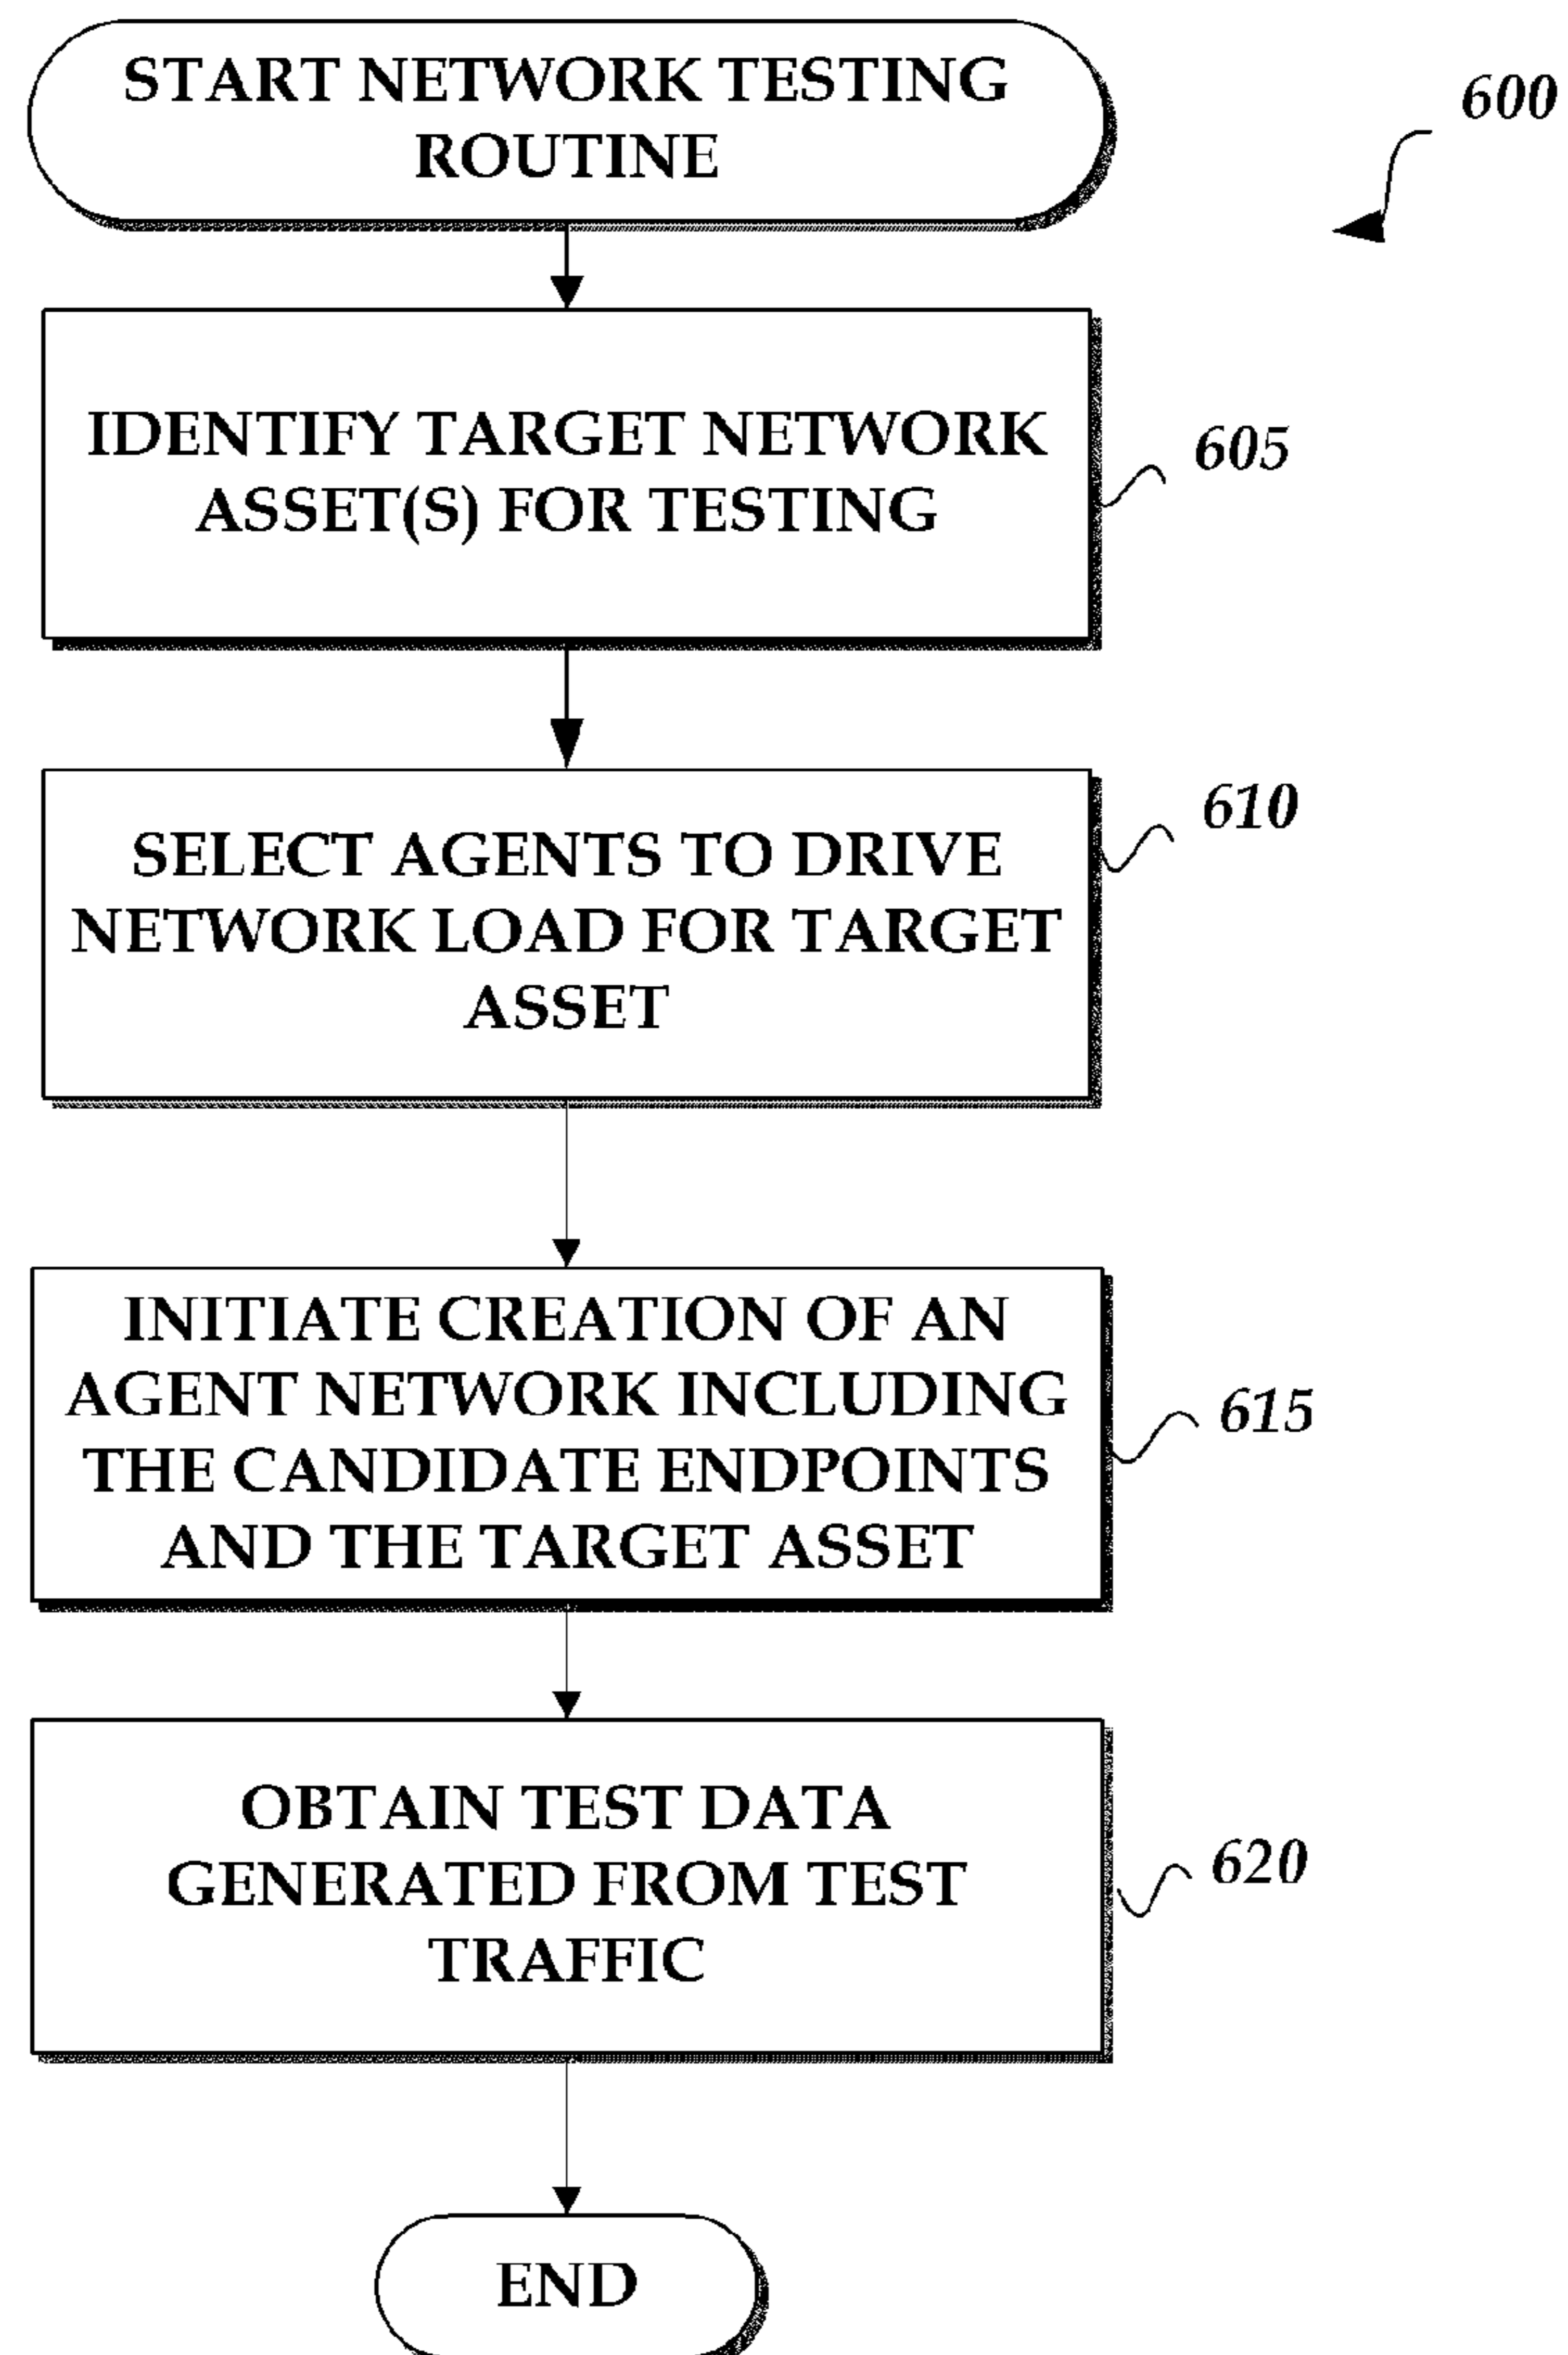 START NETWORK TESTING
ROUTINE
600
IDENTIFY TARGET NETWORK
ASSET(S) FOR TESTING
605
SELECT AGENTS TO DRIVE
NETWORK LOAD FOR TARGET
ASSET
610
INITIATE CREATION OF AN
AGENT NETWORK INCLUDING
THE CANDIDATE ENDPOINTS
AND THE TARGET ASSET
615
OBTAIN TEST DATA
GENERATED FROM TEST
TRAFFIC
620
END